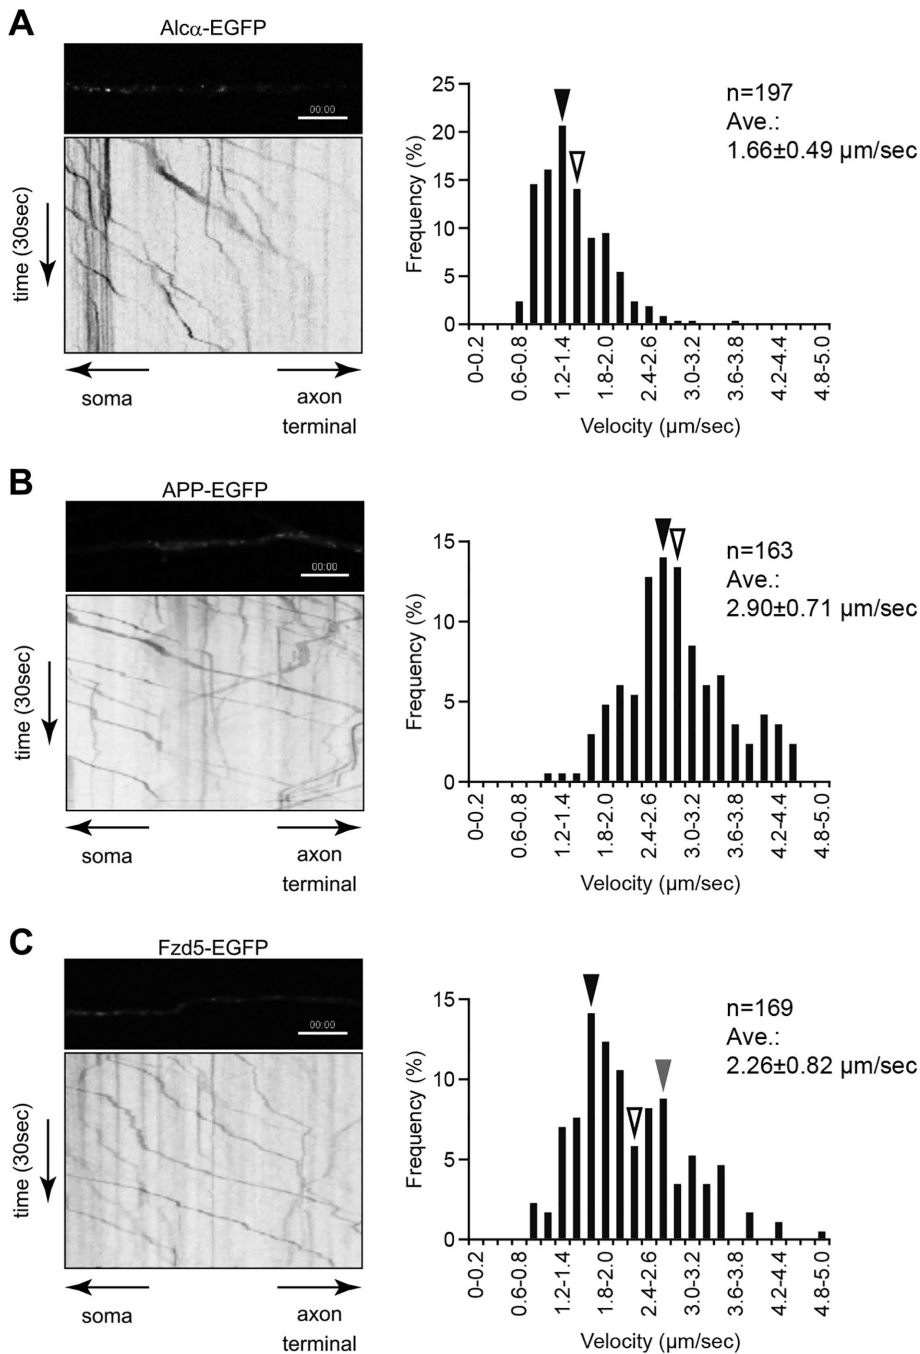 A
Alcα-EGFP
00:00
time (30sec)
soma
axon
terminal
25
20
15
10
5
0
Frequency (%)
n=197
Ave.:
1.66±0.49 μm/sec
0-0.2
0.6-0.8
1.2-1.4
1.8-2.0
2.4-2.6
3.0-3.2
3.6-3.8
4.2-4.4
4.8-5.0
Velocity (μm/sec)
B
APP-EGFP
00:00
time (30sec)
soma
axon
terminal
15
10
5
0
Frequency (%)
n=163
Ave.:
2.90±0.71 μm/sec
0-0.2
0.6-0.8
1.2-1.4
1.8-2.0
2.4-2.6
3.0-3.2
3.6-3.8
4.2-4.4
4.8-5.0
Velocity (μm/sec)
C
Fzd5-EGFP
00:00
time (30sec)
soma
axon
terminal
15
10
5
0
Frequency (%)
n=169
Ave.:
2.26±0.82 μm/sec
0-0.2
0.6-0.8
1.2-1.4
1.8-2.0
2.4-2.6
3.0-3.2
3.6-3.8
4.2-4.4
4.8-5.0
Velocity (μm/sec)